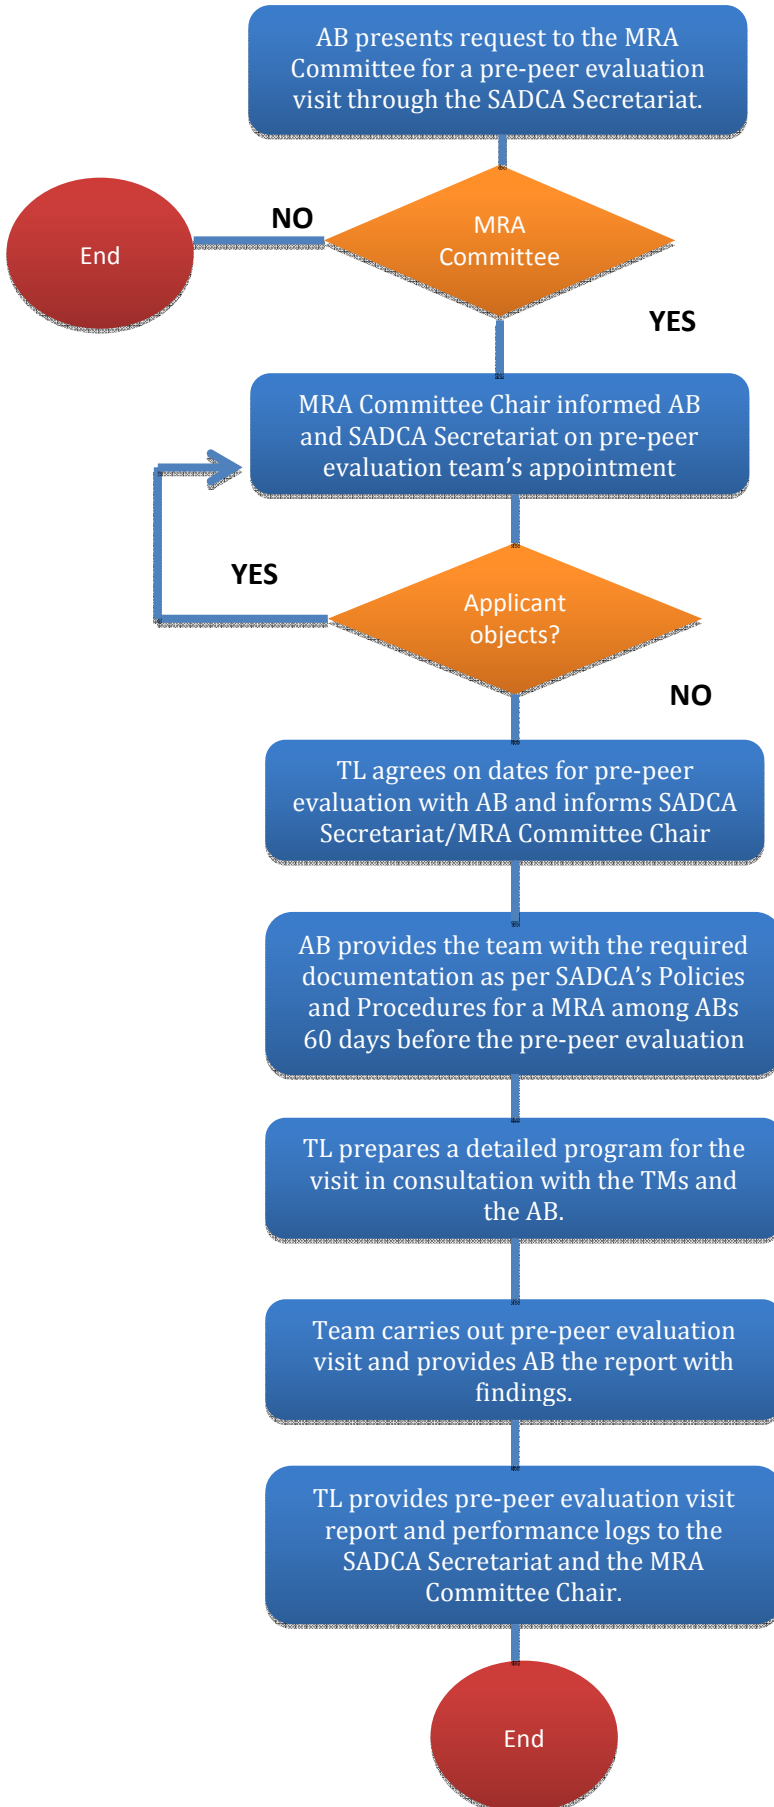 AB presents request to the MRA
Committee for a pre-peer evaluation
visit through the SADCA Secretariat.
NO
MRA
Committee
End
YES
MRA Committee Chair informed AB
and SADCA Secretariat on pre-peer
evaluation team’s appointment
YES
Applicant
objects?
NO
TL agrees on dates for pre-peer
evaluation with AB and informs SADCA
Secretariat/MRA Committee Chair
AB provides the team with the required
documentation as per SADCA’s Policies
and Procedures for a MRA among ABs
60 days before the pre-peer evaluation
TL prepares a detailed program for the
visit in consultation with the TMs and
the AB.
Team carries out pre-peer evaluation
visit and provides AB the report with
findings.
TL provides pre-peer evaluation visit
report and performance logs to the
SADCA Secretariat and the MRA
Committee Chair.
End